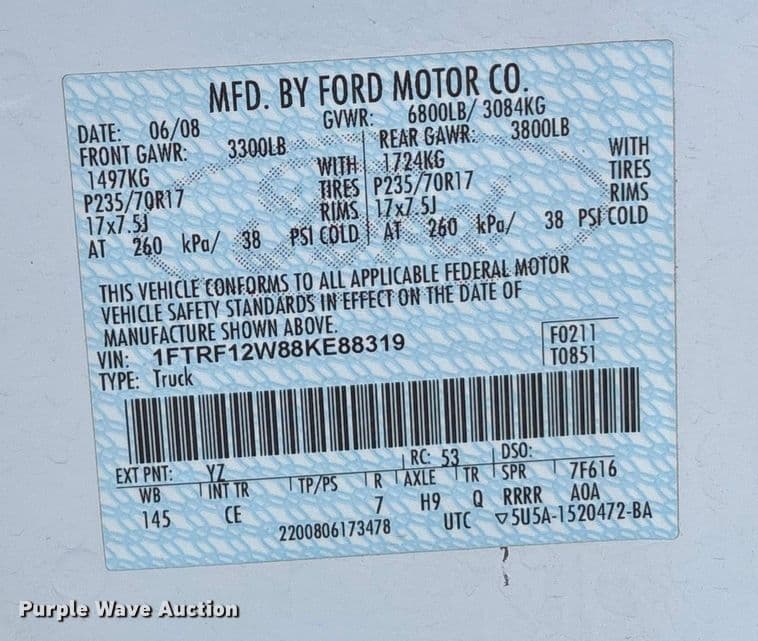 MFD. BY FORD MOTOR CO.
DATE: 06/08 GVWR: 6800LB/ 3084KG
FRONT GAWR: 3300LB REAR GAWR: 3800LB
1497KG WITH 1724KG WITH
P235/70R17 TIRES P235/70R17 TIRES
17x7.5J RIMS 17x7.5J RIMS
AT 260 kPa/ 38 PSI COLD AT 260 kPa/ 38 PSI COLD
THIS VEHICLE CONFORMS TO ALL APPLICABLE FEDERAL MOTOR
VEHICLE SAFETY STANDARDS IN EFFECT ON THE DATE OF
MANUFACTURE SHOWN ABOVE.
VIN: 1FTRF12W88KE88319 F0211
TYPE: Truck T0851
EXT PNT: YZ RC: 53 DSO:
WB INT TR TP/PS R AXLE TR SPR 7F616
145 CE 7 H9 Q RRRR AOA
2200806173478 UTC ▽5U5A-1520472-BA
Purple Wave Auction